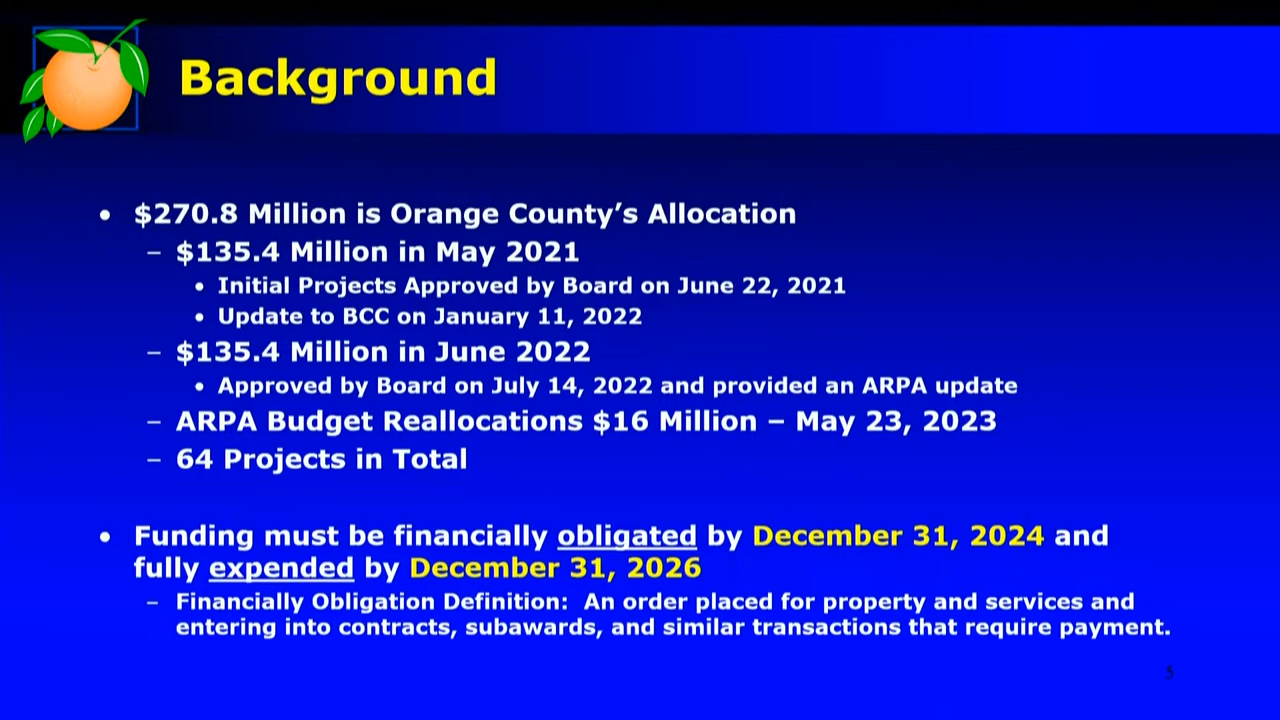 Background
• $270.8 Million is Orange County’s Allocation
– $135.4 Million in May 2021
• Initial Projects Approved by Board on June 22, 2021
• Update to BCC on January 11, 2022
– $135.4 Million in June 2022
• Approved by Board on July 14, 2022 and provided an ARPA update
– ARPA Budget Reallocations $16 Million – May 23, 2023
– 64 Projects in Total
• Funding must be financially obligated by December 31, 2024 and
fully expended by December 31, 2026
– Financially Obligation Definition:  An order placed for property and services and
entering into contracts, subawards, and similar transactions that require payment.
5